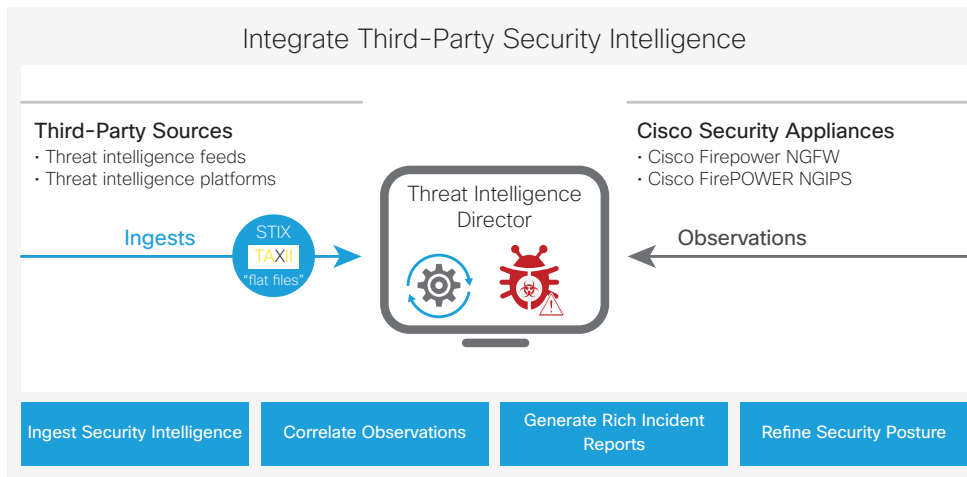 Integrate Third-Party Security Intelligence
Third-Party Sources
· Threat intelligence feeds
· Threat intelligence platforms
Ingests
STIX
TAXII
“flat files”
Threat Intelligence
Director
Cisco Security Appliances
· Cisco Firepower NGFW
· Cisco FirePOWER NGIPS
Observations
Ingest Security Intelligence
Correlate Observations
Generate Rich Incident
Reports
Refine Security Posture